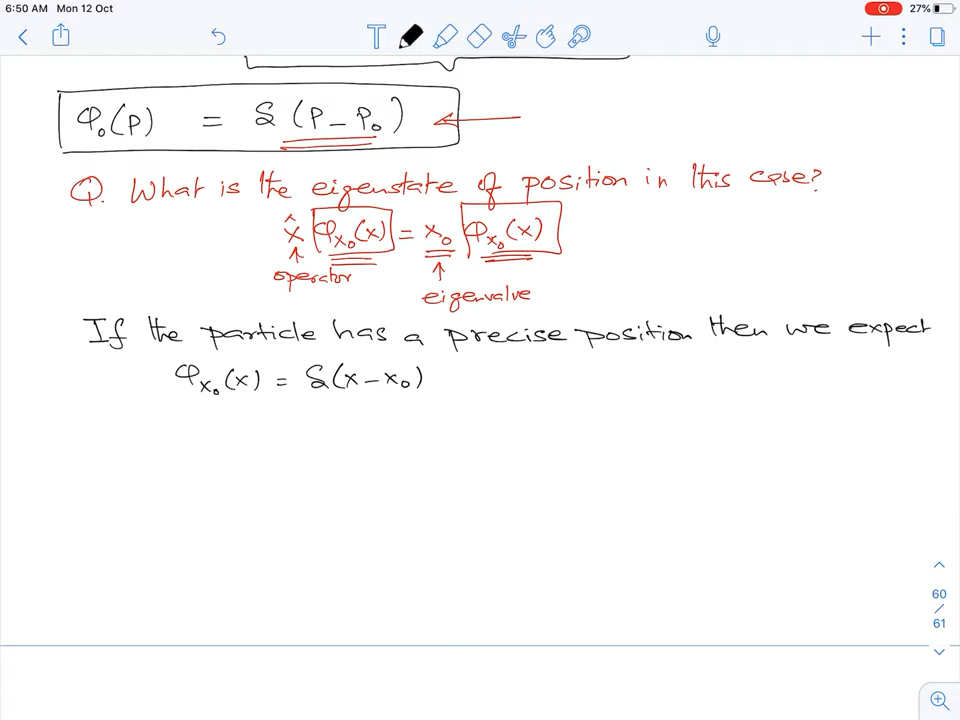 6:50 AM Mon 12 Oct
27%
T
φ₀(p) = δ(p – p₀)
Q. What is the eigenstate of position in this case?
x̂ φₓ₀(x) = x₀ φₓ₀(x)
operator
eigenvalve
If the particle has a precise position then we expect
φₓ₀(x) = δ(x – x₀)
60
/
61